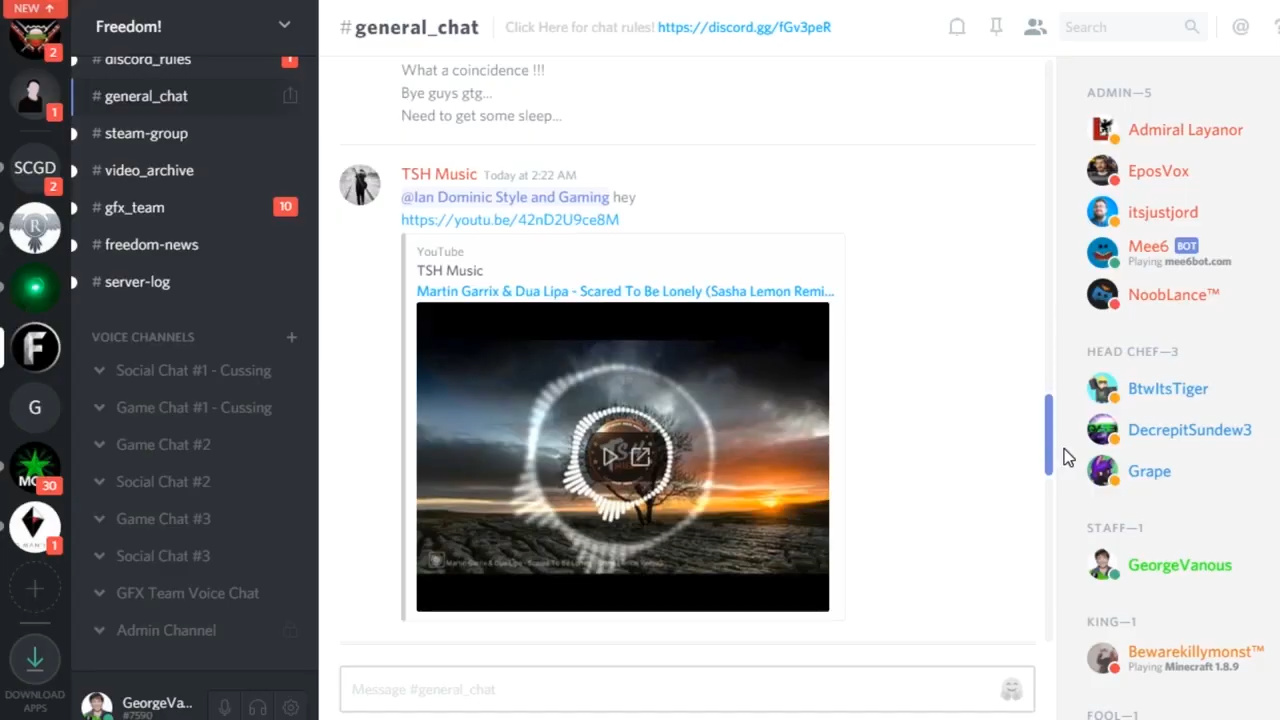 NEW ↑
2
1
SCGD
2
R
F
G
MC
30
1
DOWNLOAD
APPS
Freedom!
# discord_rules
1
# general_chat
# steam-group
# video_archive
# gfx_team
10
# freedom-news
# server-log
VOICE CHANNELS
Social Chat #1 - Cussing
Game Chat #1 - Cussing
Game Chat #2
Social Chat #2
Game Chat #3
Social Chat #3
GFX Team Voice Chat
Admin Channel
GeorgeVa...
#7590
#general_chat
Click Here for chat rules! https://discord.gg/fGv3peR
Search
@
?
What a coincidence !!!
Bye guys gtg...
Need to get some sleep...
TSH Music Today at 2:22 AM
@Ian Dominic Style and Gaming hey
https://youtu.be/42nD2U9ce8M
YouTube
TSH Music
Martin Garrix & Dua Lipa - Scared To Be Lonely (Sasha Lemon Remi...
Message #general_chat
ADMIN—5
Admiral Layanor
EposVox
itsjustjord
Mee6 BOT
Playing mee6bot.com
NoobLance™
HEAD CHEF—3
BtwItsTiger
DecrepitSundew3
Grape
STAFF—1
GeorgeVanous
KING—1
Bewarekillymonst™
Playing Minecraft 1.8.9
FOOL—1